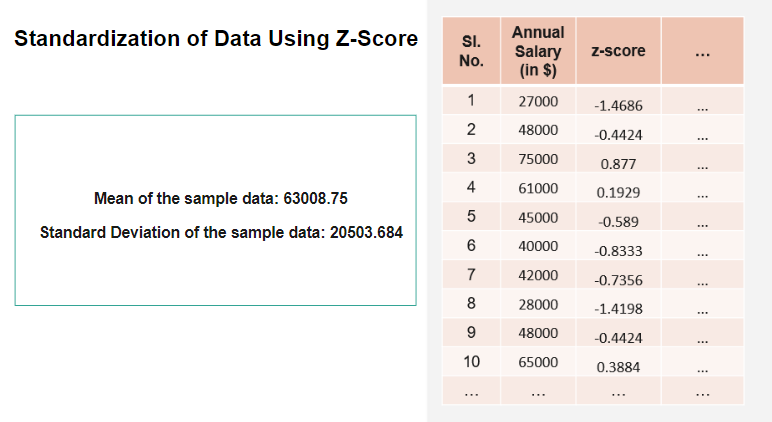 Standardization of Data Using Z-Score
Mean of the sample data: 63008.75
Standard Deviation of the sample data: 20503.684
Sl. No. Annual Salary (in $) z-score ...
1 27000 -1.4686 ...
2 48000 -0.4424 ...
3 75000 0.877 ...
4 61000 0.1929 ...
5 45000 -0.589 ...
6 40000 -0.8333 ...
7 42000 -0.7356 ...
8 28000 -1.4198 ...
9 48000 -0.4424 ...
10 65000 0.3884 ...
... ... ... ...